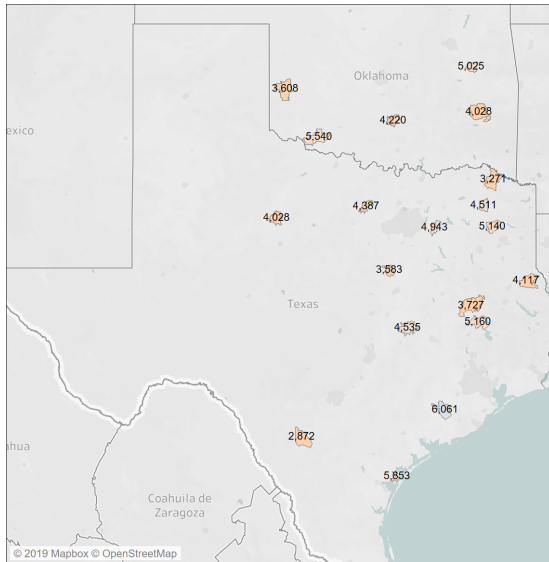 5,025
Oklahoma
3,608
4,028
4,220
exico
5,540
3,271
4,511
4,387
4,028
4,943
5,140
3,583
4,117
Texas
3,727
5,160
4,535
6,061
2,872
ahua
5,853
Coahuila de
Zaragoza
© 2019 Mapbox © OpenStreetMap